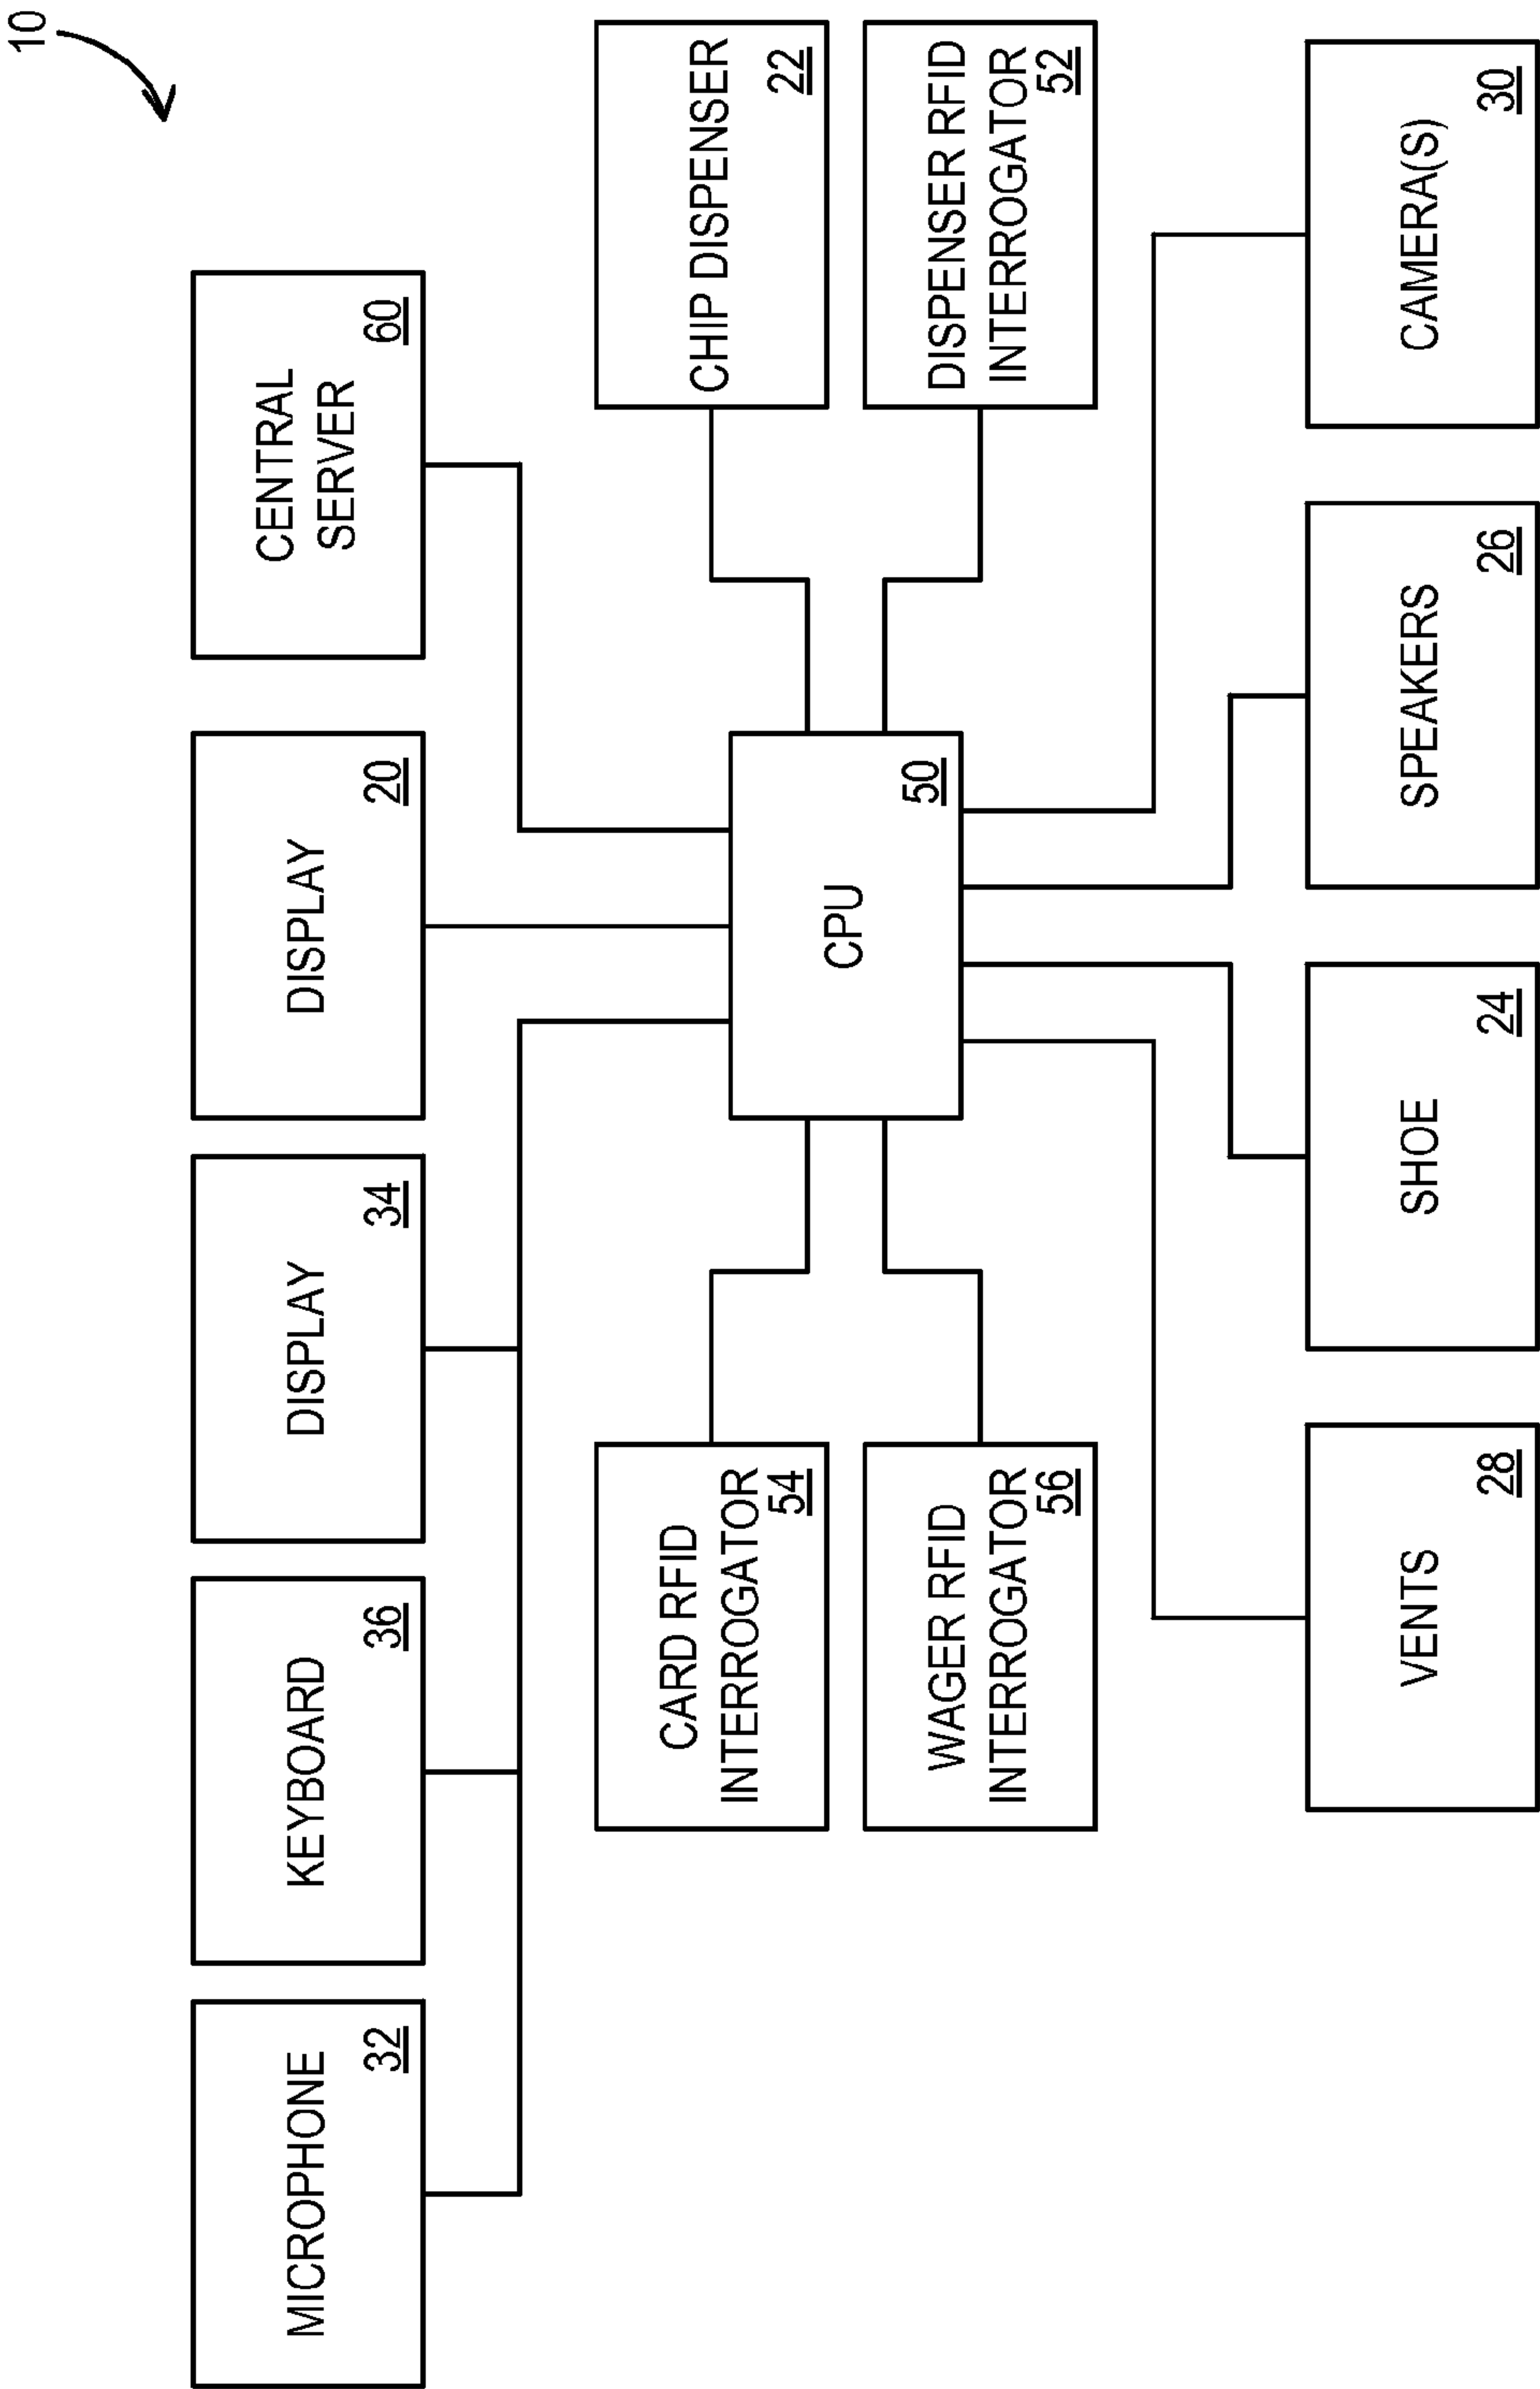 10
MICROPHONE
32
KEYBOARD
36
DISPLAY
34
DISPLAY
20
CENTRAL
SERVER
60
CARD RFID
INTERROGATOR
54
WAGER RFID
INTERROGATOR
56
CPU
50
CHIP DISPENSER
22
DISPENSER RFID
INTERROGATOR
52
VENTS
28
SHOE
24
SPEAKERS
26
CAMERA(S)
30